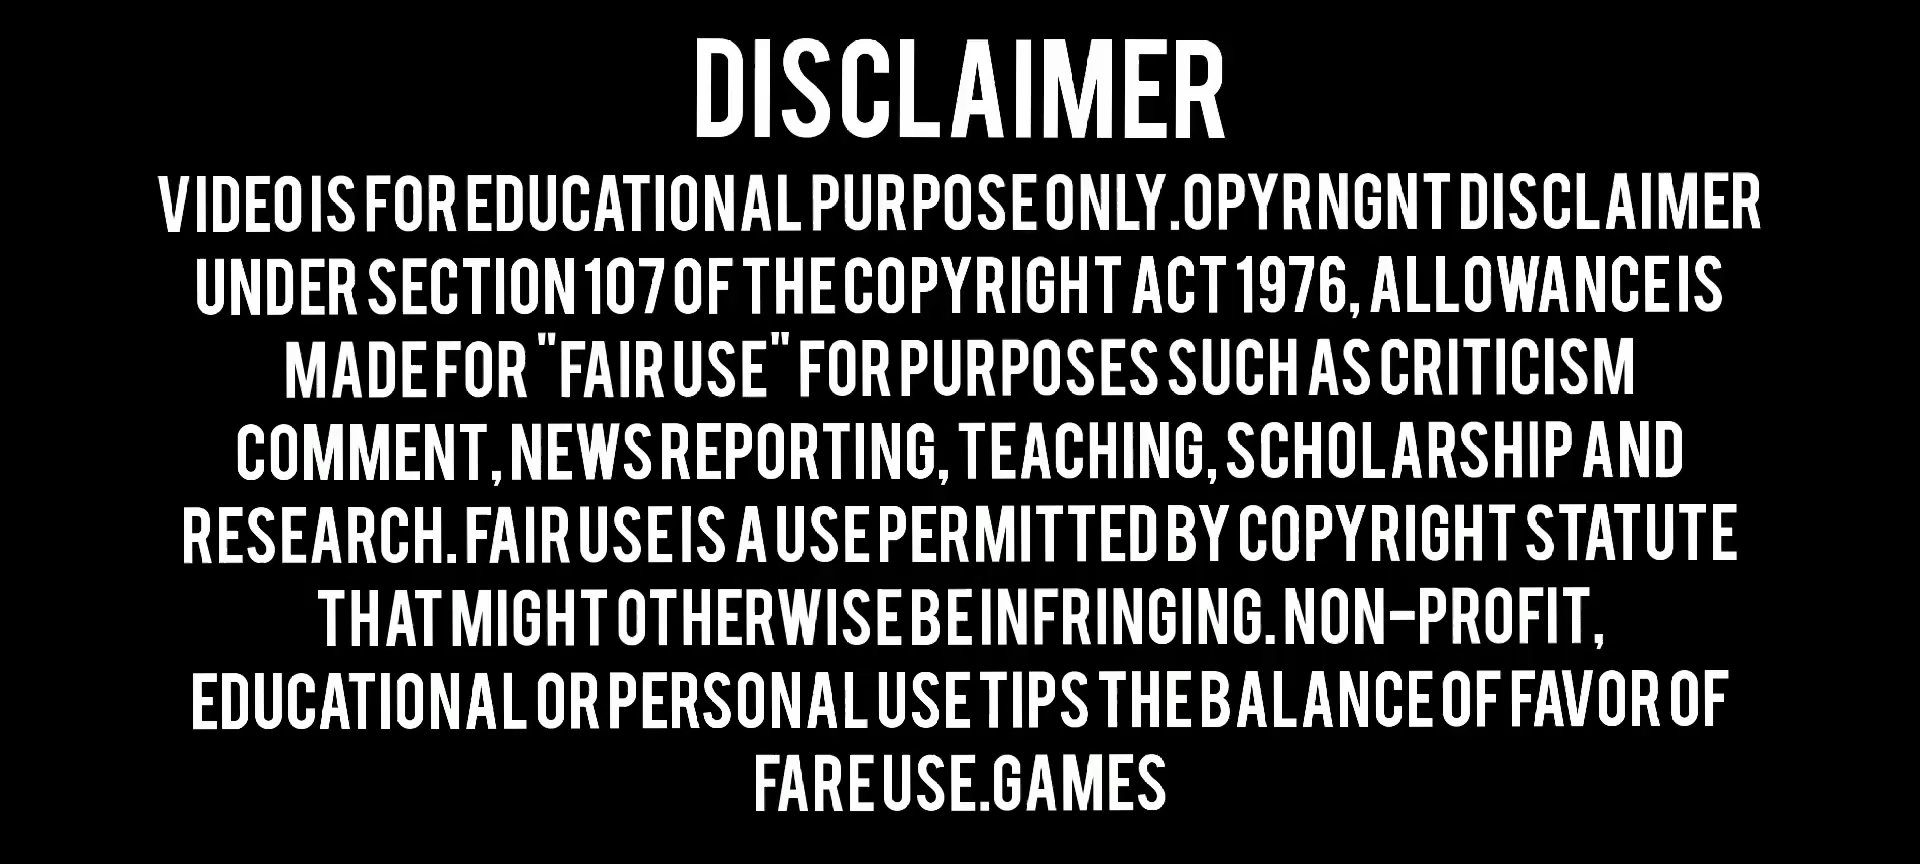 DISCLAIMER
VIDEO IS FOR EDUCATIONAL PURPOSE ONLY.OPYRNGNT DISCLAIMER
UNDER SECTION 107 OF THE COPYRIGHT ACT 1976, ALLOWANCE IS
MADE FOR "FAIR USE" FOR PURPOSES SUCH AS CRITICISM
COMMENT, NEWS REPORTING, TEACHING, SCHOLARSHIP AND
RESEARCH. FAIR USE IS A USE PERMITTED BY COPYRIGHT STATUTE
THAT MIGHT OTHERWISE BE INFRINGING. NON-PROFIT,
EDUCATIONAL OR PERSONAL USE TIPS THE BALANCE OF FAVOR OF
FARE USE.GAMES